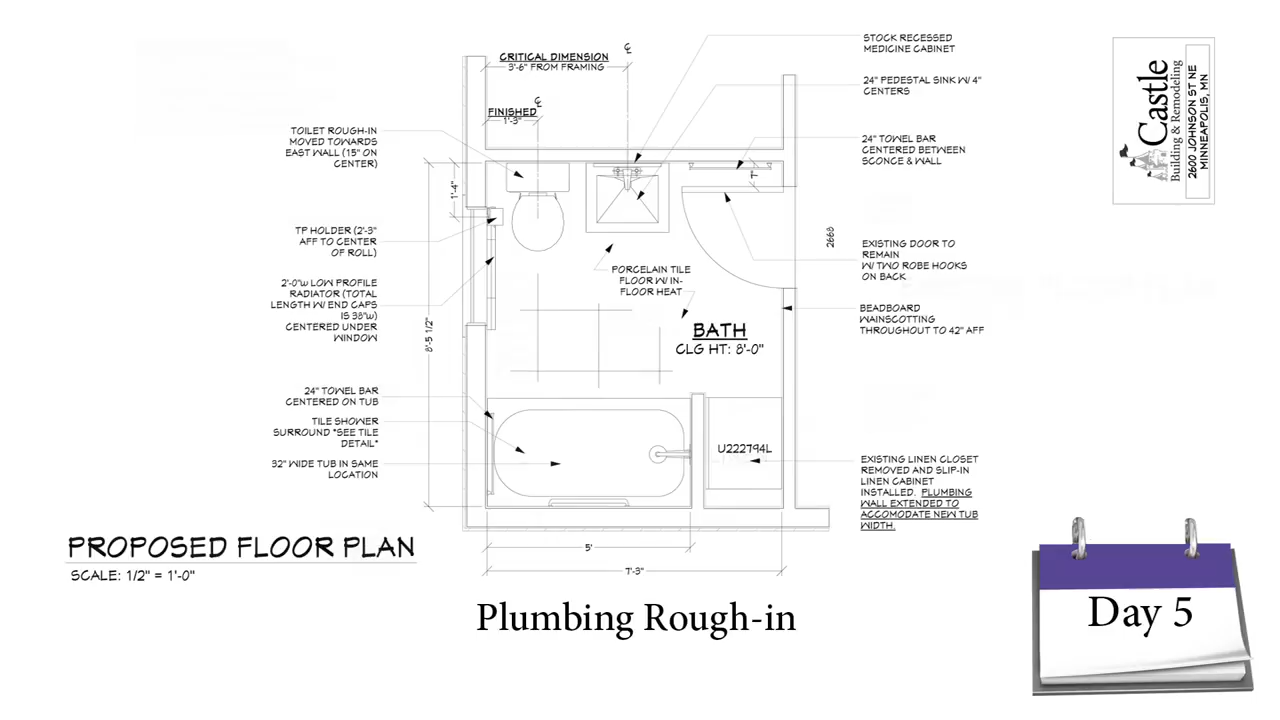 CRITICAL DIMENSION
3'-6" FROM FRAMING
FINISHED
1'-3"
STOCK RECESSED
MEDICINE CABINET
24" PEDESTAL SINK W/ 4"
CENTERS
24" TOWEL BAR
CENTERED BETWEEN
SCONCE & WALL
7"
2668
EXISTING DOOR TO
REMAIN
W/ TWO ROBE HOOKS
ON BACK
BEADBOARD
WAINSCOTTING
THROUGHOUT TO 42" AFF
EXISTING LINEN CLOSET
REMOVED AND SLIP-IN
LINEN CABINET
INSTALLED. PLUMBING
WALL EXTENDED TO
ACCOMODATE NEW TUB
WIDTH.
TOILET ROUGH-IN
MOVED TOWARDS
EAST WALL (15" ON
CENTER)
1'-4"
TP HOLDER (2'-3"
AFF TO CENTER
OF ROLL)
2'-0"w LOW PROFILE
RADIATOR (TOTAL
LENGTH W/ END CAPS
IS 38"w)
CENTERED UNDER
WINDOW
8'-5 1/2"
24" TOWEL BAR
CENTERED ON TUB
TILE SHOWER
SURROUND *SEE TILE
DETAIL*
32" WIDE TUB IN SAME
LOCATION
PORCELAIN TILE
FLOOR W/ IN-
FLOOR HEAT
BATH
CLG HT: 8'-0"
U222794L
5'
7'-3"
PROPOSED FLOOR PLAN
SCALE: 1/2" = 1'-0"
Plumbing Rough-in
Day 5
Castle
Building & Remodeling
2600 JOHNSON ST NE
MINNEAPOLIS, MN